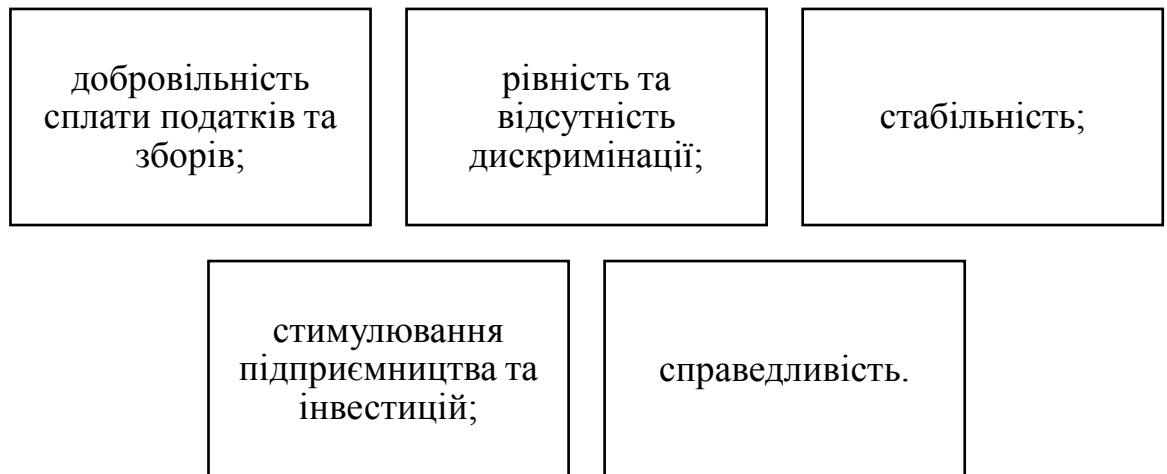 добровільність
сплати податків та
зборів;
рівність та
відсутність
дискримінації;
стабільність;
стимулювання
підприємництва та
інвестицій;
справедливість.